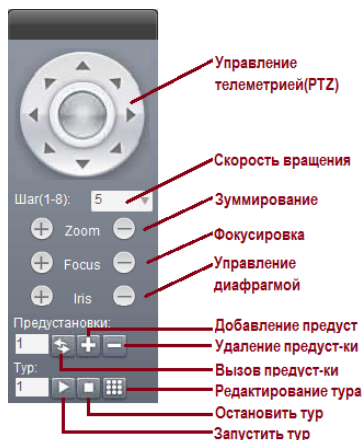 Управление
телеметрией(PTZ)
Скорость вращения
Шаг(1-8): 5
Зуммирование
Zoom
Фокусировка
Focus
Управление
диафрагмой
Iris
Предустановки:
Добавление предуст
1
Удаление предуст-ки
Вызов предуст-ки
Тур:
1
Редактирование тура
Остановить тур
Запустить тур